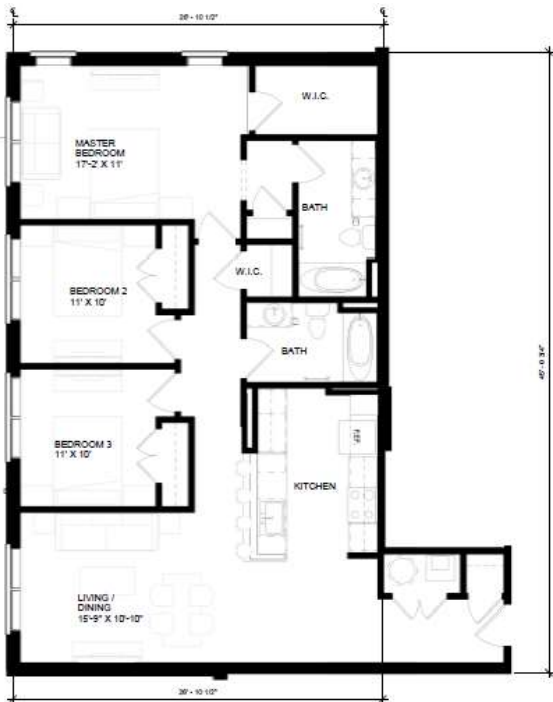 W.I.C.
MASTER
BEDROOM
17'-2' X 11'
BATH
W.I.C.
BEDROOM 2
11' X 10'
BATH
REF.
BEDROOM 3
11' X 10'
KITCHEN
LIVING /
DINING
15'-9" X 10'-10"